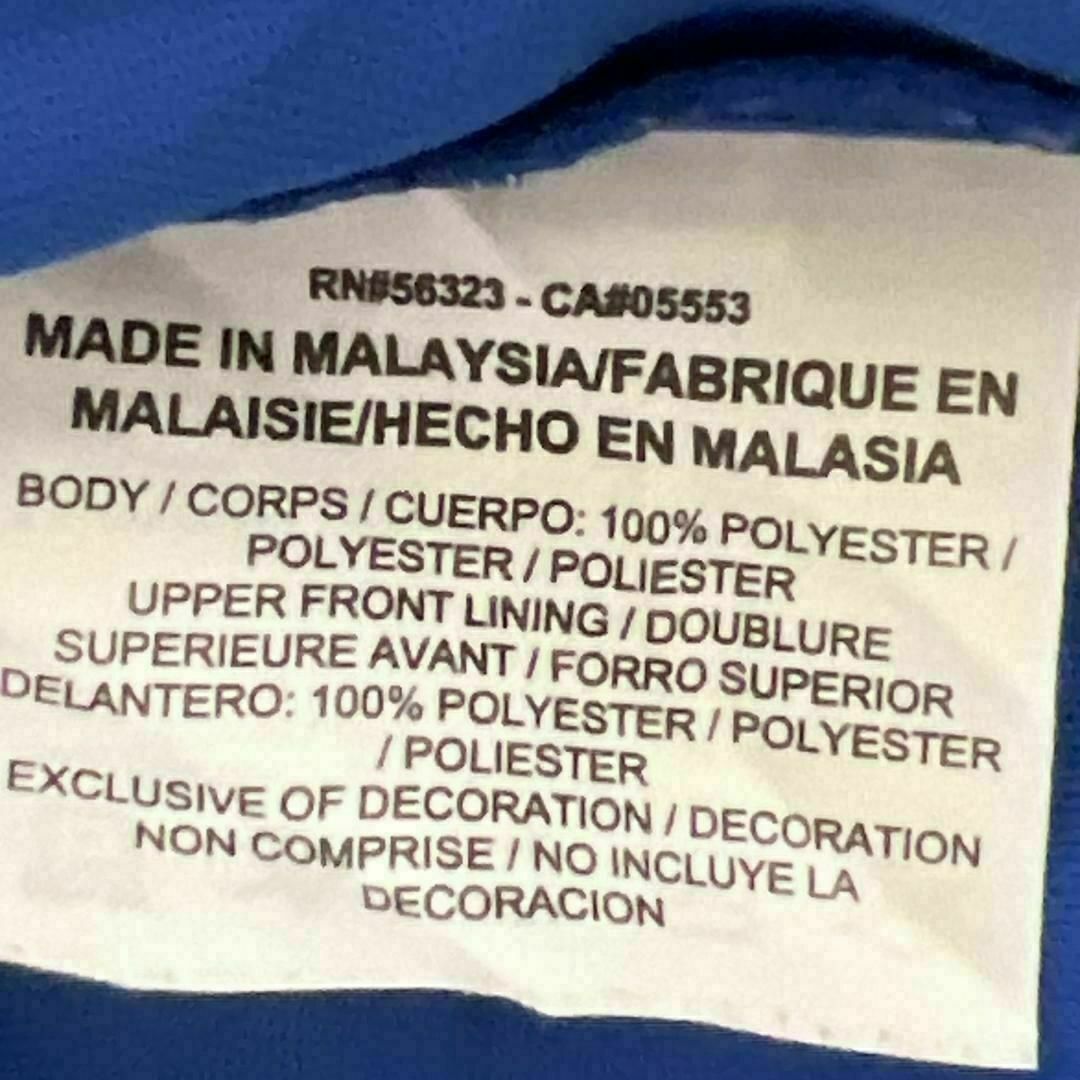 RN#56323 - CA#05553
MADE IN MALAYSIA/FABRIQUE EN
MALAISIE/HECHO EN MALASIA
BODY / CORPS / CUERPO: 100% POLYESTER /
POLYESTER / POLIESTER
UPPER FRONT LINING / DOUBLURE
SUPERIEURE AVANT / FORRO SUPERIOR
DELANTERO: 100% POLYESTER / POLYESTER
/ POLIESTER
EXCLUSIVE OF DECORATION / DECORATION
NON COMPRISE / NO INCLUYE LA
DECORACION